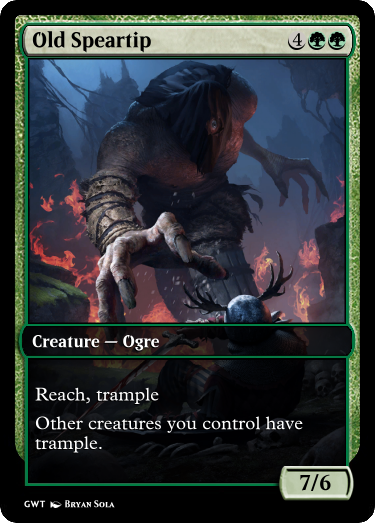 Old Speartip 4
Creature — Ogre
Reach, trample
Other creatures you control have
trample.
7/6
GWT Bryan Sola